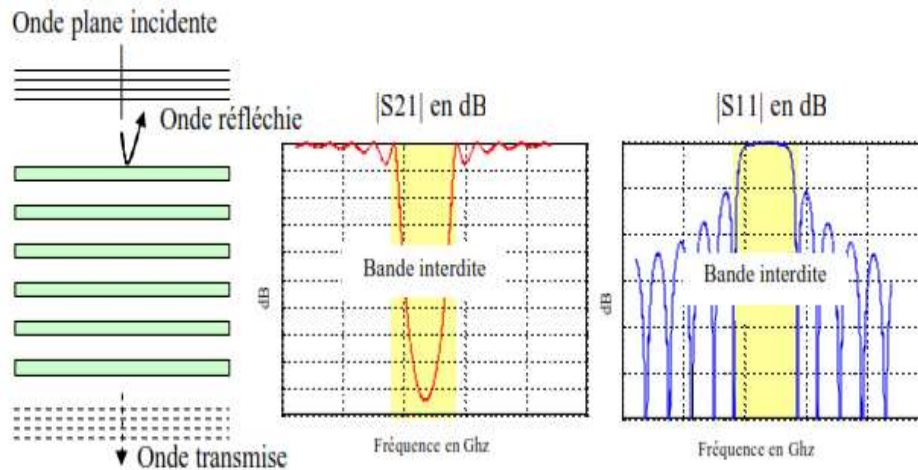 Onde plane incidente
Onde réfléchie
Onde transmise
|S21| en dB
Bande interdite
dB
Fréquence en Ghz
|S11| en dB
Bande interdite
dB
Fréquence en GHz